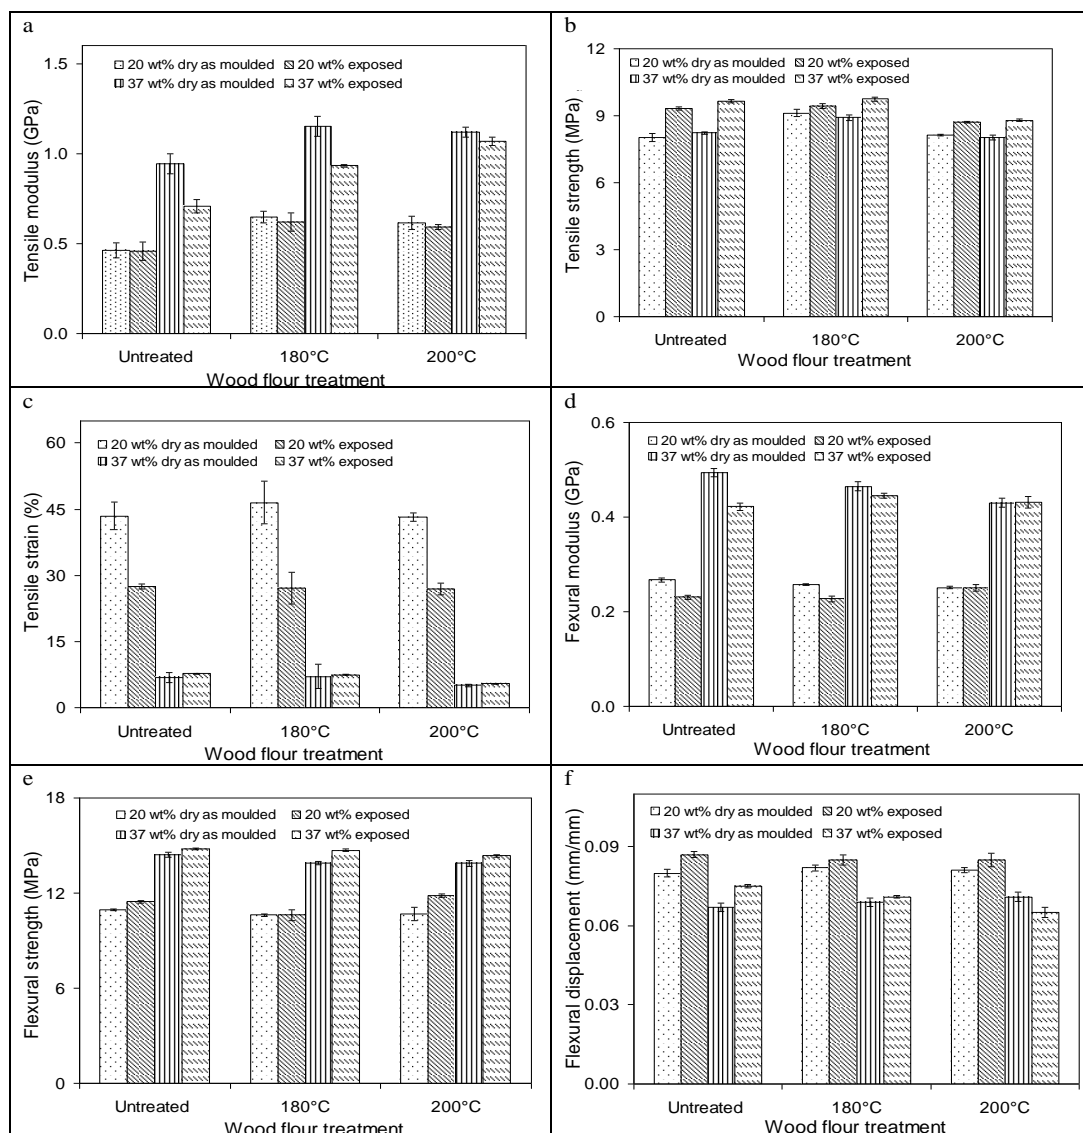 a
Tensile modulus (GPa)
20 wt% dry as moulded 20 wt% exposed
37 wt% dry as moulded 37 wt% exposed
1.5
1.0
0.5
0.0
Untreated 180°C 200°C
Wood flour treatment
b
Tensile strength (MPa)
20 wt% dry as moulded 20 wt% exposed
37 wt% dry as moulded 37 wt% exposed
12
9
6
3
0
Untreated 180°C 200°C
Wood flour treatment
c
Tensile strain (%)
20 wt% dry as moulded 20 wt% exposed
37 wt% dry as moulded 37 wt% exposed
60
45
30
15
0
Untreated 180°C 200°C
Wood flour treatment
d
Fexural modulus (GPa)
20 wt% dry as moulded 20 wt% exposed
37 wt% dry as moulded 37 wt% exposed
0.6
0.4
0.2
0.0
Untreated 180°C 200°C
Wood flour treatment
e
Flexural strength (MPa)
20 wt% dry as moulded 20 wt% exposed
37 wt% dry as moulded 37 wt% exposed
18
12
6
0
Untreated 180°C 200°C
Wood flour treatment
f
Flexural displacement (mm/mm)
20 wt% dry as moulded 20 wt% exposed
37 wt% dry as moulded 37 wt% exposed
0.09
0.06
0.03
0.00
Untreated 180°C 200°C
Wood flour treatment